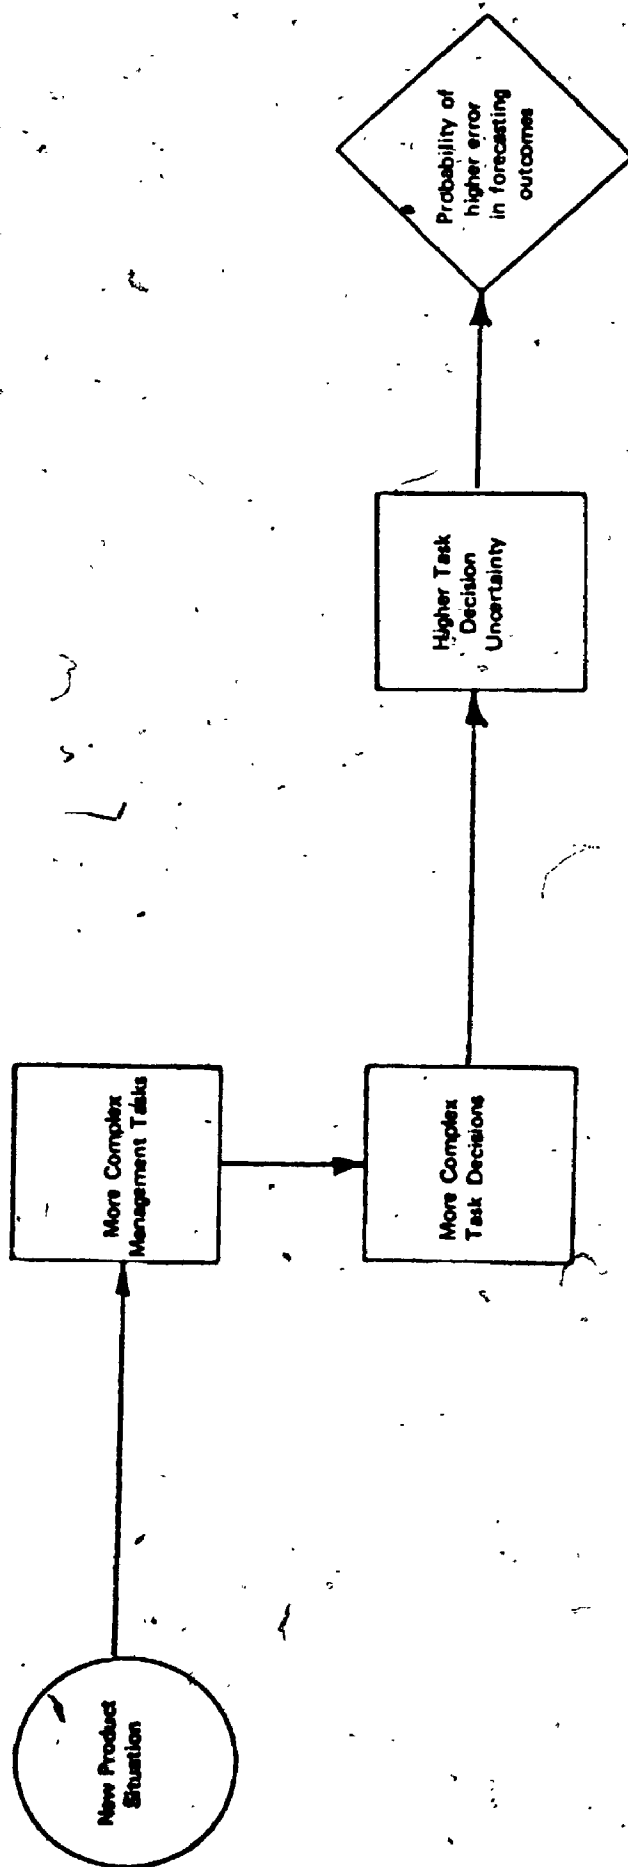 New Product
Situation
More Complex
Management Tasks
More Complex
Task Decisions
Higher Task
Decision
Uncertainty
Probability of
higher error
in forecasting
outcomes